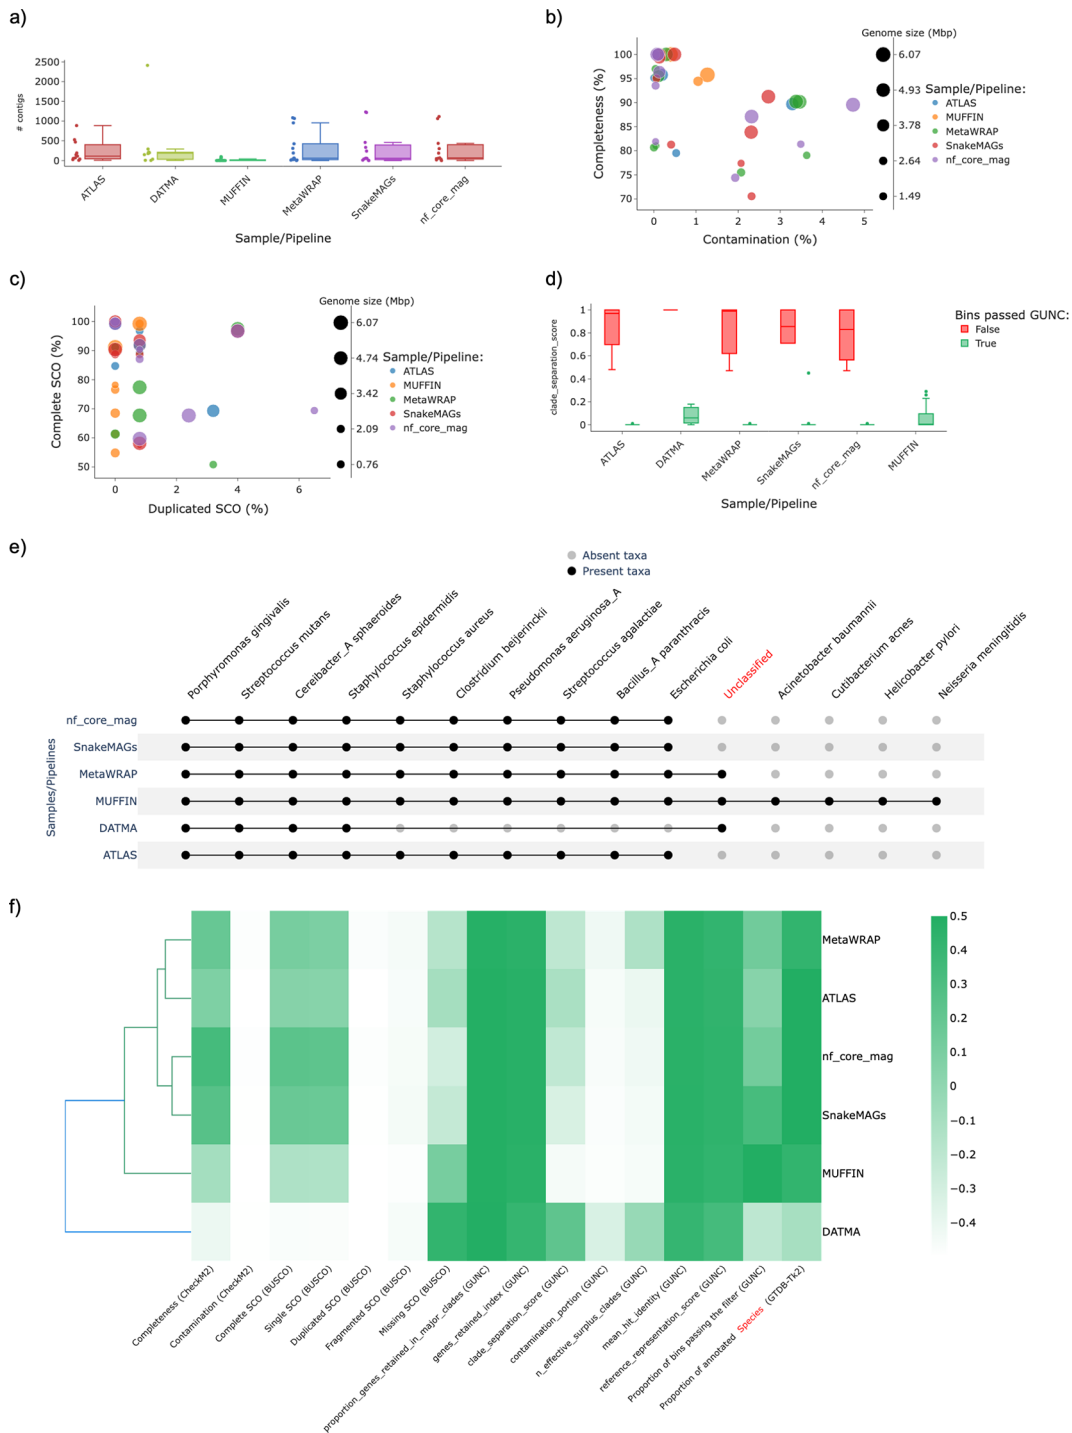 a)
2500
2000
1500
1000
500
0
# contigs
ATLAS
DATMA
MUFFIN
MetaWRAP
SnakeMAGs
nf_core_mag
Sample/Pipeline
b)
Genome size (Mbp)
100
95
90
85
80
75
70
Completeness (%)
0
1
2
3
4
5
Contamination (%)
6.07
4.93
3.78
2.64
1.49
Sample/Pipeline:
ATLAS
MUFFIN
MetaWRAP
SnakeMAGs
nf_core_mag
c)
Genome size (Mbp)
100
90
80
70
60
50
Complete SCO (%)
0
2
4
6
Duplicated SCO (%)
6.07
4.74
3.42
2.09
0.76
Sample/Pipeline:
ATLAS
MUFFIN
MetaWRAP
SnakeMAGs
nf_core_mag
d)
1
0.8
0.6
0.4
0.2
0
clade_separation_score
ATLAS
DATMA
MetaWRAP
SnakeMAGs
nf_core_mag
MUFFIN
Sample/Pipeline
Bins passed GUNC:
False
True
e)
Absent taxa
Present taxa
Porphyromonas gingivalis
Streptococcus mutans
Cereibacter_A sphaeroides
Staphylococcus epidermidis
Staphylococcus aureus
Clostridium beijerinckii
Pseudomonas aeruginosa_A
Streptococcus agalactiae
Bacillus_A paranthracis
Escherichia coli
Unclassified
Acinetobacter baumannii
Cutibacterium acnes
Helicobacter pylori
Neisseria meningitidis
Samples/Pipelines
nf_core_mag
SnakeMAGs
MetaWRAP
MUFFIN
DATMA
ATLAS
f)
MetaWRAP
ATLAS
nf_core_mag
SnakeMAGs
MUFFIN
DATMA
0.5
0.4
0.3
0.2
0.1
0
−0.1
−0.2
−0.3
−0.4
Completeness (CheckM2)
Contamination (CheckM2)
Complete SCO (BUSCO)
Single SCO (BUSCO)
Duplicated SCO (BUSCO)
Fragmented SCO (BUSCO)
Missing SCO (BUSCO)
proportion_genes_retained_in_major_clades (GUNC)
genes_retained_index (GUNC)
clade_separation_score (GUNC)
contamination_portion (GUNC)
n_effective_surplus_clades (GUNC)
mean_hit_identity (GUNC)
reference_representation_score (GUNC)
Proportion of bins passing the filter (GUNC)
Proportion of annotated Species (GTDB-Tk2)